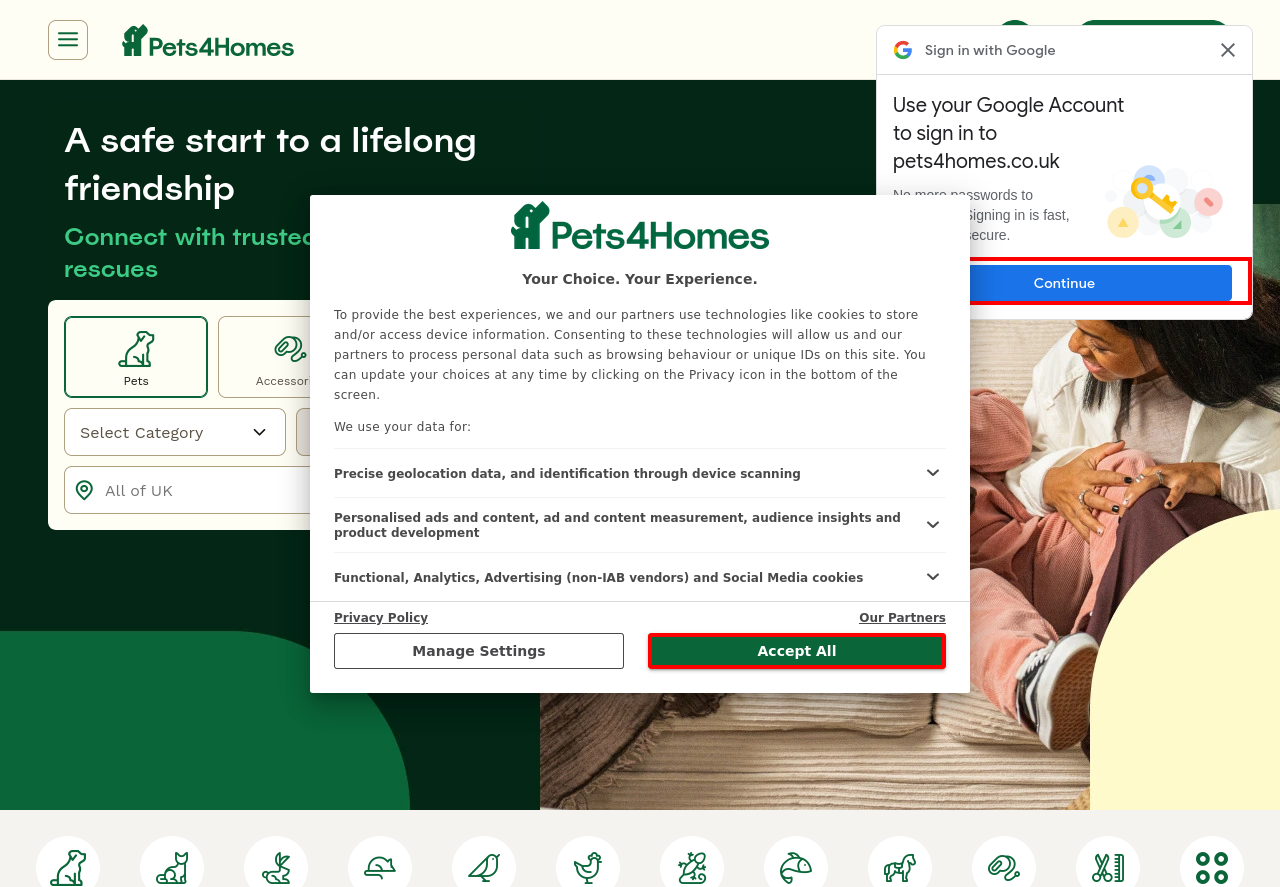 Pets4Homes
A safe start to a lifelong
friendship
Connect with trusted
rescues
Pets
Select Category
All of UK
Sign in with Google
Use your Google Account
to sign in to
pets4homes.co.uk
No more passwords to
signing in is fast,
secure.
Continue
Pets4Homes
Your Choice. Your Experience.
To provide the best experiences, we and our partners use technologies like cookies to store
and/or access device information. Consenting to these technologies will allow us and our
partners to process personal data such as browsing behaviour or unique IDs on this site. You
can update your choices at any time by clicking on the Privacy icon in the bottom of the
screen.
We use your data for:
Precise geolocation data, and identification through device scanning
Personalised ads and content, ad and content measurement, audience insights and
product development
Functional, Analytics, Advertising (non-IAB vendors) and Social Media cookies
Privacy Policy
Our Partners
Manage Settings
Accept All